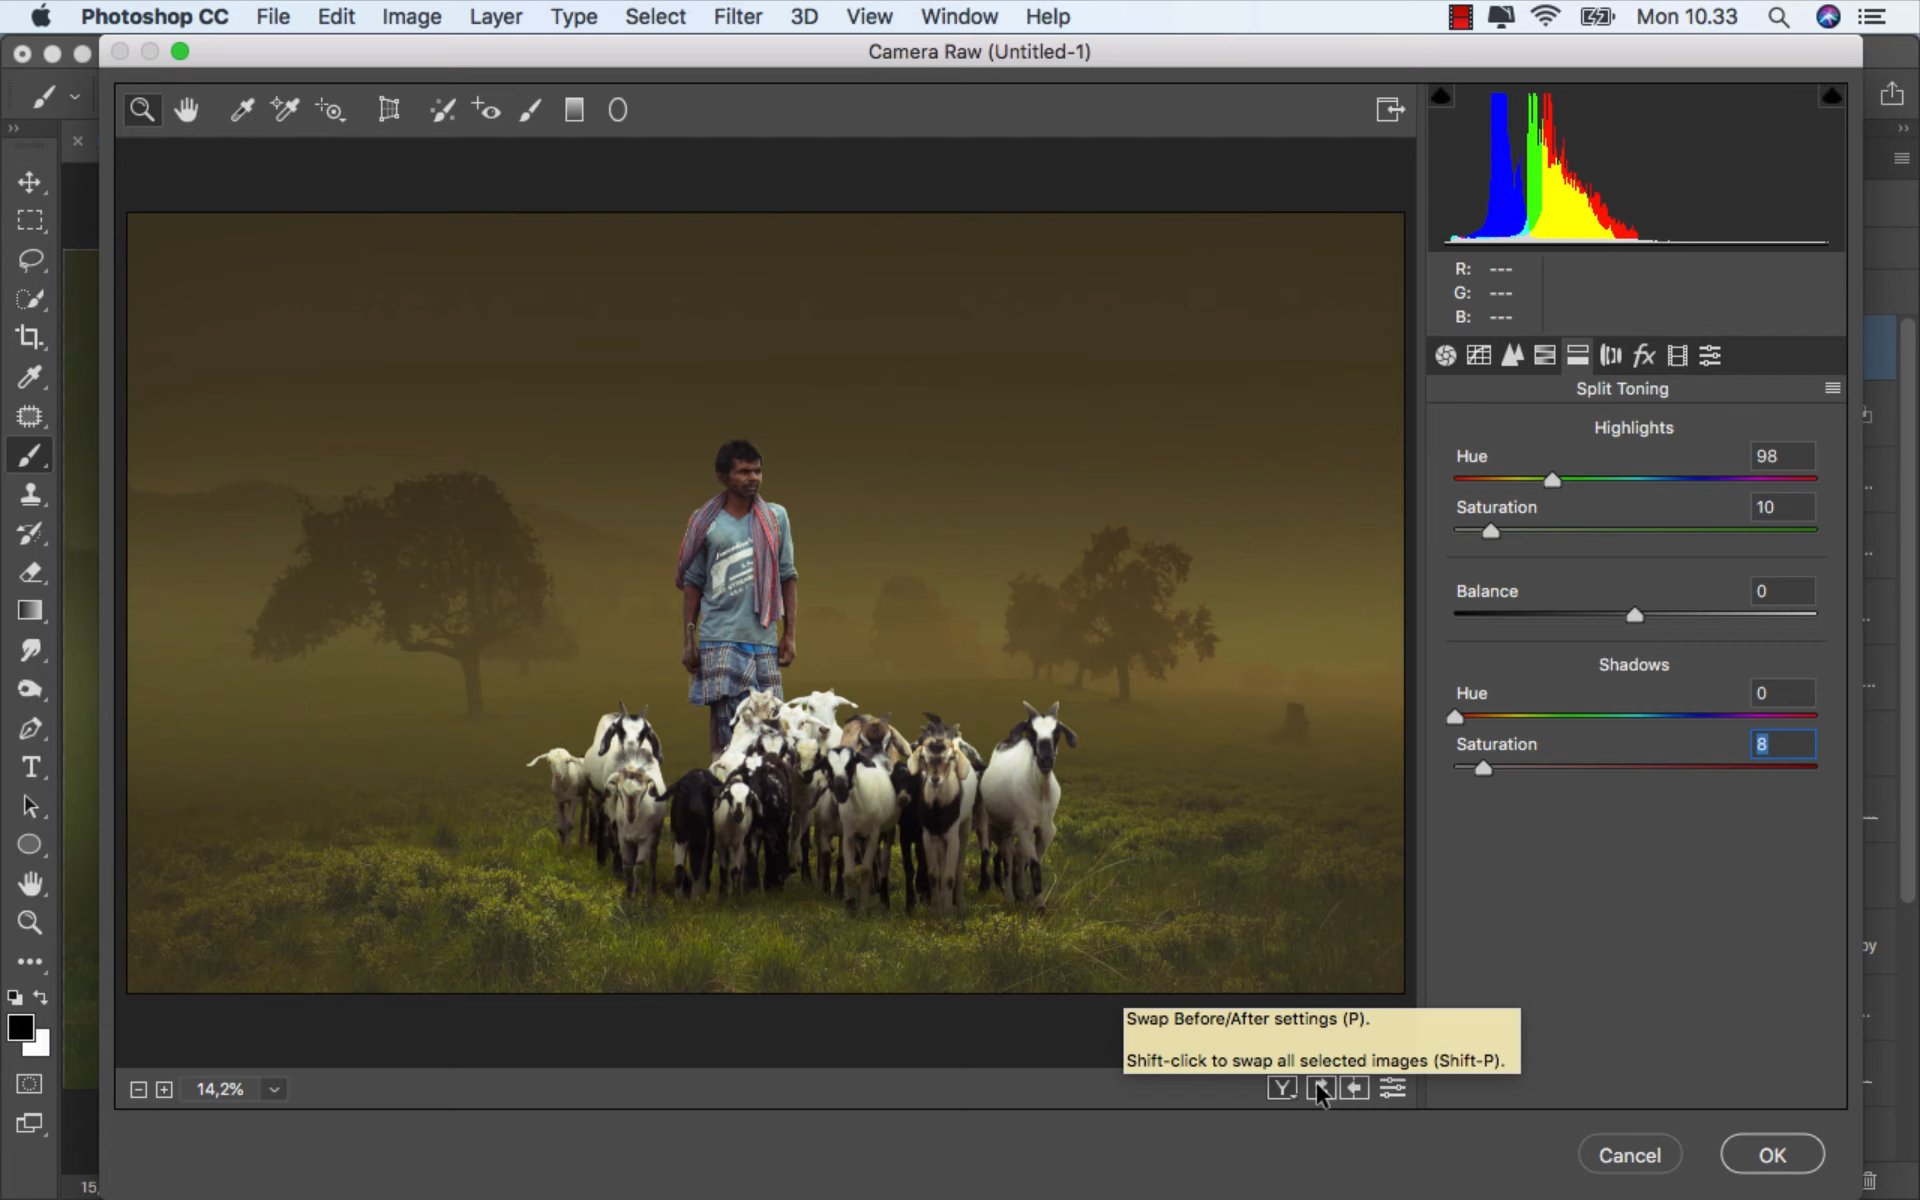 Photoshop CC File Edit Image Layer Type Select Filter 3D View Window Help Mon 10.33
Camera Raw (Untitled-1)
R: ---
G: ---
B: ---
fx
Split Toning
Highlights
Hue 98
Saturation 10
Balance 0
Shadows
Hue 0
Saturation 8
T
Swap Before/After settings (P).
Shift-click to swap all selected images (Shift-P).
14,2%
Y
Cancel OK
15,